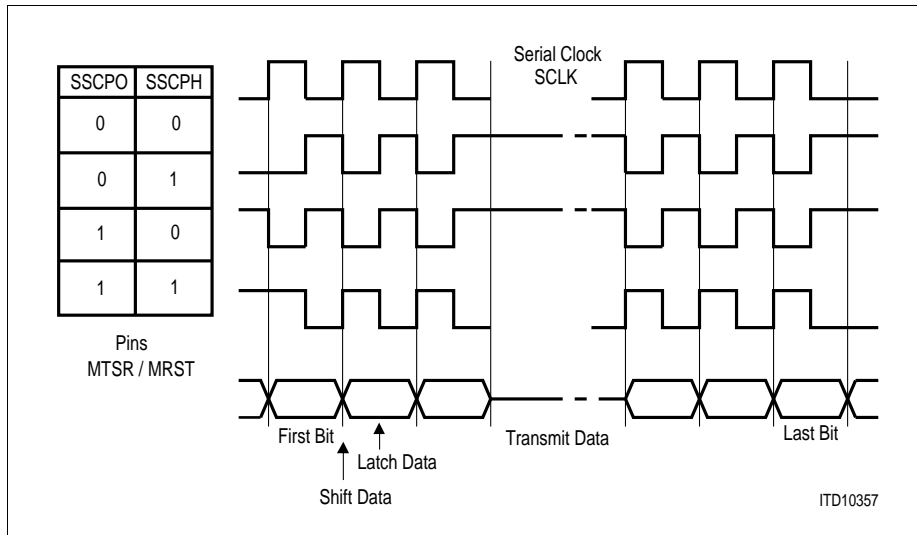 Serial Clock
SCLK
SSCPO SSCPH
0 0
0 1
1 0
1 1
Pins
MTSR / MRST
First Bit
Transmit Data
Last Bit
Latch Data
Shift Data
ITD10357